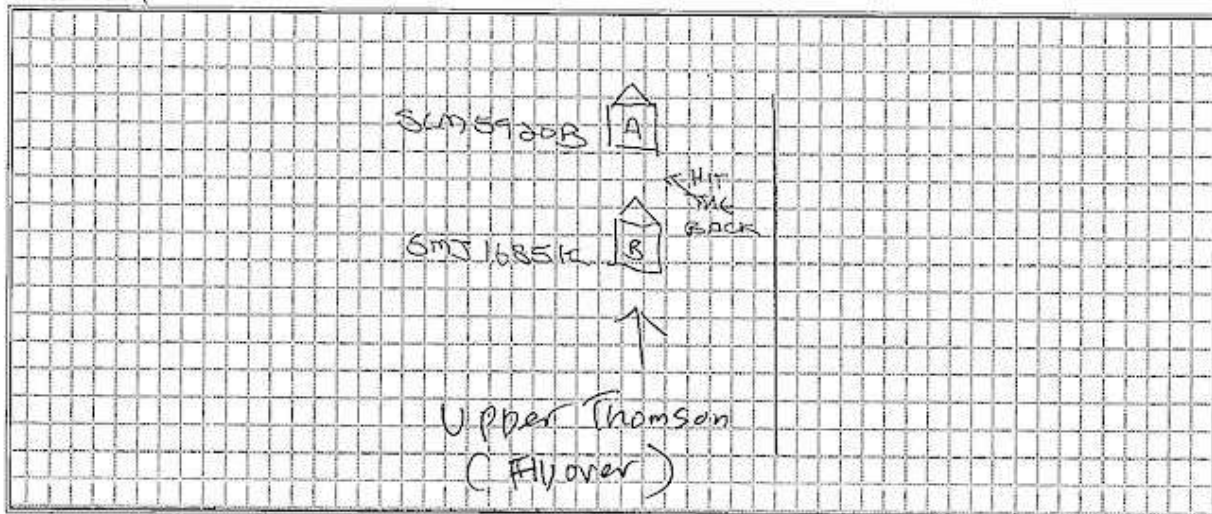 SLM5920B
A
HIT
THE
BACK
SMJ1685K
B
Upper Thomson
(Flyover)